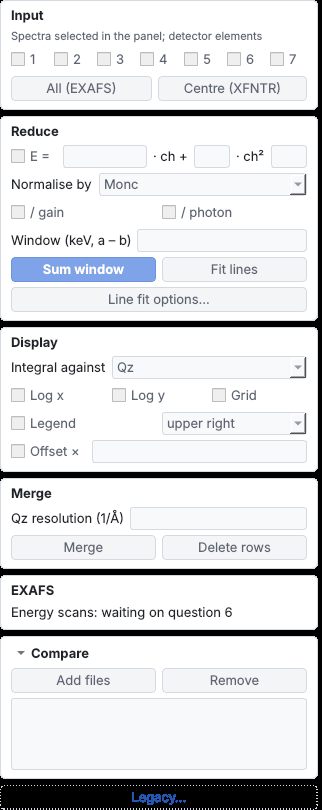 Input
Spectra selected in the panel; detector elements
1 2 3 4 5 6 7
All (EXAFS) Centre (XFNTR)
Reduce
E = · ch + · ch²
Normalise by Monc
/ gain / photon
Window (keV, a – b)
Sum window Fit lines
Line fit options...
Display
Integral against Qz
Log x Log y Grid
Legend upper right
Offset ×
Merge
Qz resolution (1/Å)
Merge Delete rows
EXAFS
Energy scans: waiting on question 6
Compare
Add files Remove
Legacy...